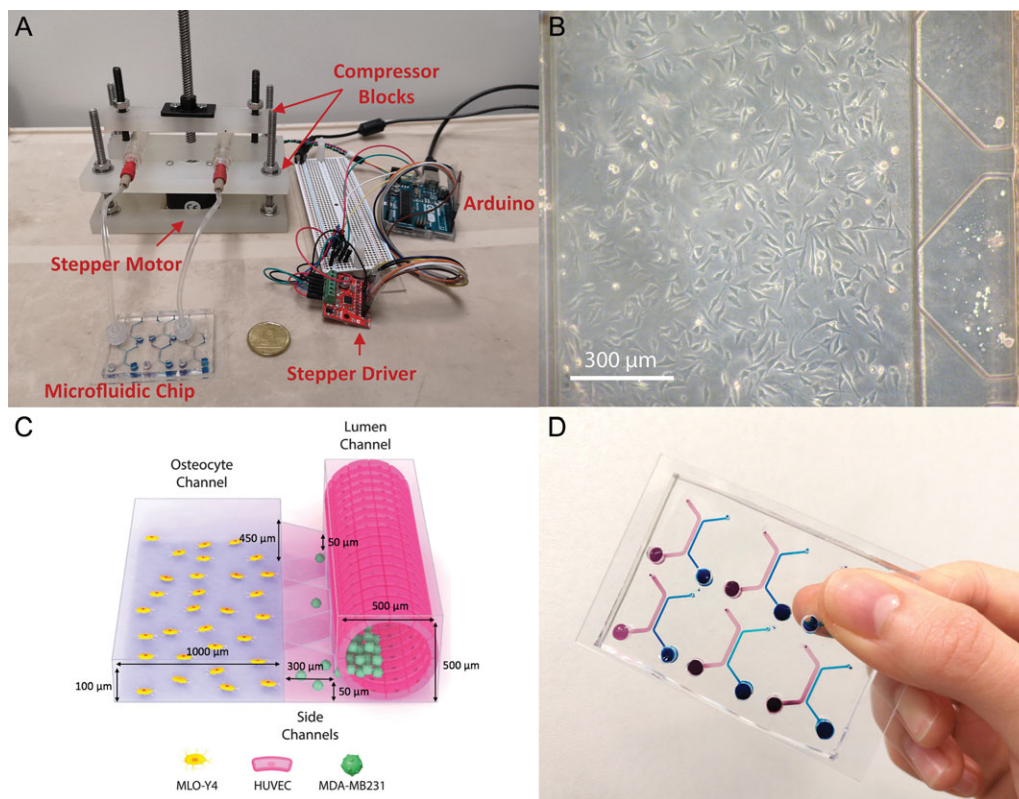 A
Compressor
Blocks
Arduino
Stepper Motor
Stepper Driver
Microfluidic Chip
B
300 μm
C
Lumen
Channel
Osteocyte
Channel
450 μm
50 μm
500 μm
1000 μm
300 μm
500 μm
100 μm
50 μm
Side
Channels
MLO-Y4
HUVEC
MDA-MB231
D